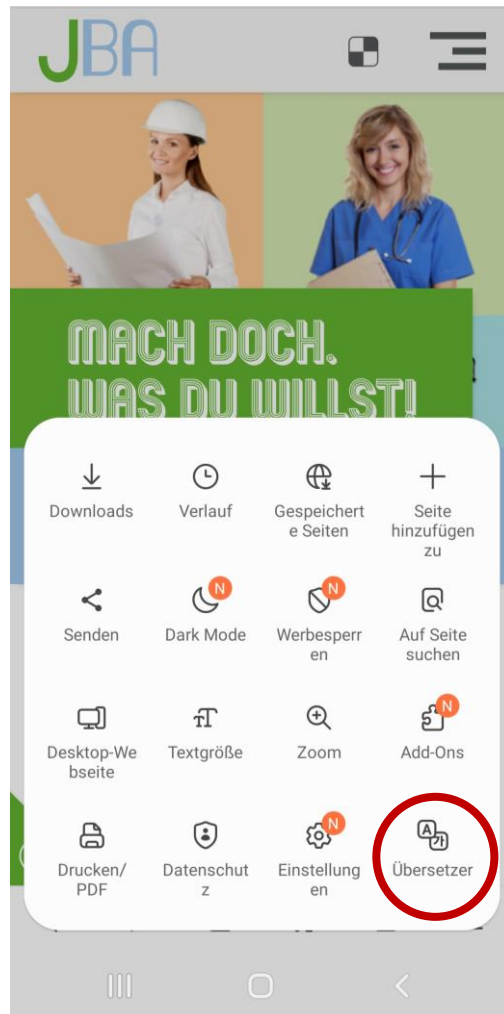 JBA
MACH DOCH.
WAS DU WILLST!
Downloads
Verlauf
Gespeichert
e Seiten
Seite
hinzufügen
zu
Senden
N
Dark Mode
N
Werbesperr
en
Auf Seite
suchen
Desktop-We
bseite
Textgröße
Zoom
N
Add-Ons
Drucken/
PDF
Datenschut
z
N
Einstellung
en
Übersetzer